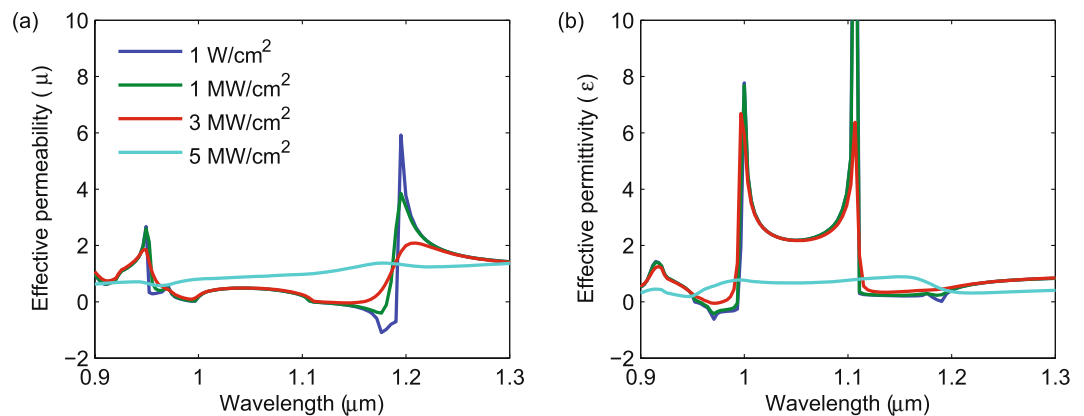 (a)
10
8
6
4
2
0
−2
Effective permeability ( μ)
1 W/cm²
1 MW/cm²
3 MW/cm²
5 MW/cm²
0.9 1 1.1 1.2 1.3
Wavelength (μm)
(b)
10
8
6
4
2
0
−2
Effective permittivity ( ε)
0.9 1 1.1 1.2 1.3
Wavelength (μm)